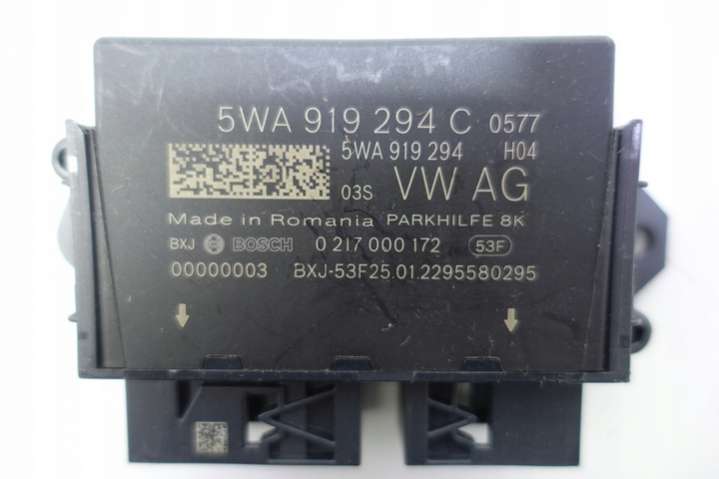 5WA 919 294 C 0577
5WA 919 294 H04
03S VW AG
Made in Romania PARKHILFE 8K
BXJ BOSCH 0 217 000 172 53F
00000003 BXJ-53F25.01.2295580295